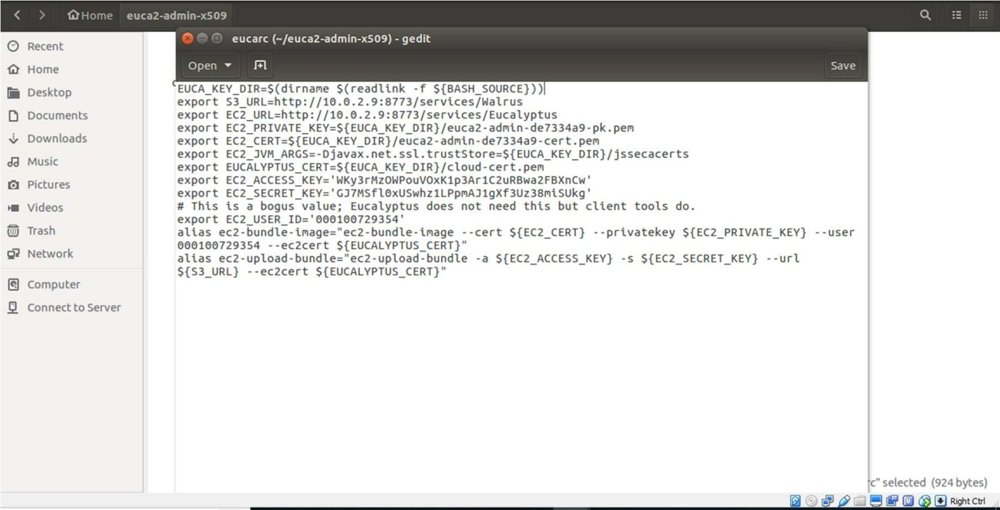 Home
euca2-admin-x509
eucarc (~/euca2-admin-x509) - gedit
Open
Save
Recent
Home
Desktop
Documents
Downloads
Music
Pictures
Videos
Trash
Network
Computer
Connect to Server
EUCA_KEY_DIR=$(dirname $(readlink -f ${BASH_SOURCE}))
export S3_URL=http://10.0.2.9:8773/services/Walrus
export EC2_URL=http://10.0.2.9:8773/services/Eucalyptus
export EC2_PRIVATE_KEY=${EUCA_KEY_DIR}/euca2-admin-de7334a9-pk.pem
export EC2_CERT=${EUCA_KEY_DIR}/euca2-admin-de7334a9-cert.pem
export EC2_JVM_ARGS=-Djavax.net.ssl.trustStore=${EUCA_KEY_DIR}/jssecacerts
export EUCALYPTUS_CERT=${EUCA_KEY_DIR}/cloud-cert.pem
export EC2_ACCESS_KEY='WKy3rMzOWPouVOxK1p3Ar1C2uRBwa2FBXnCw'
export EC2_SECRET_KEY='GJ7MSfl0xUSwhz1LPpmAJ1gXf3Uz38miSUkg'
# This is a bogus value; Eucalyptus does not need this but client tools do.
export EC2_USER_ID='000100729354'
alias ec2-bundle-image="ec2-bundle-image --cert ${EC2_CERT} --privatekey ${EC2_PRIVATE_KEY} --user
000100729354 --ec2cert ${EUCALYPTUS_CERT}"
alias ec2-upload-bundle="ec2-upload-bundle -a ${EC2_ACCESS_KEY} -s ${EC2_SECRET_KEY} --url
${S3_URL} --ec2cert ${EUCALYPTUS_CERT}"
rc" selected (924 bytes)
Right Ctrl